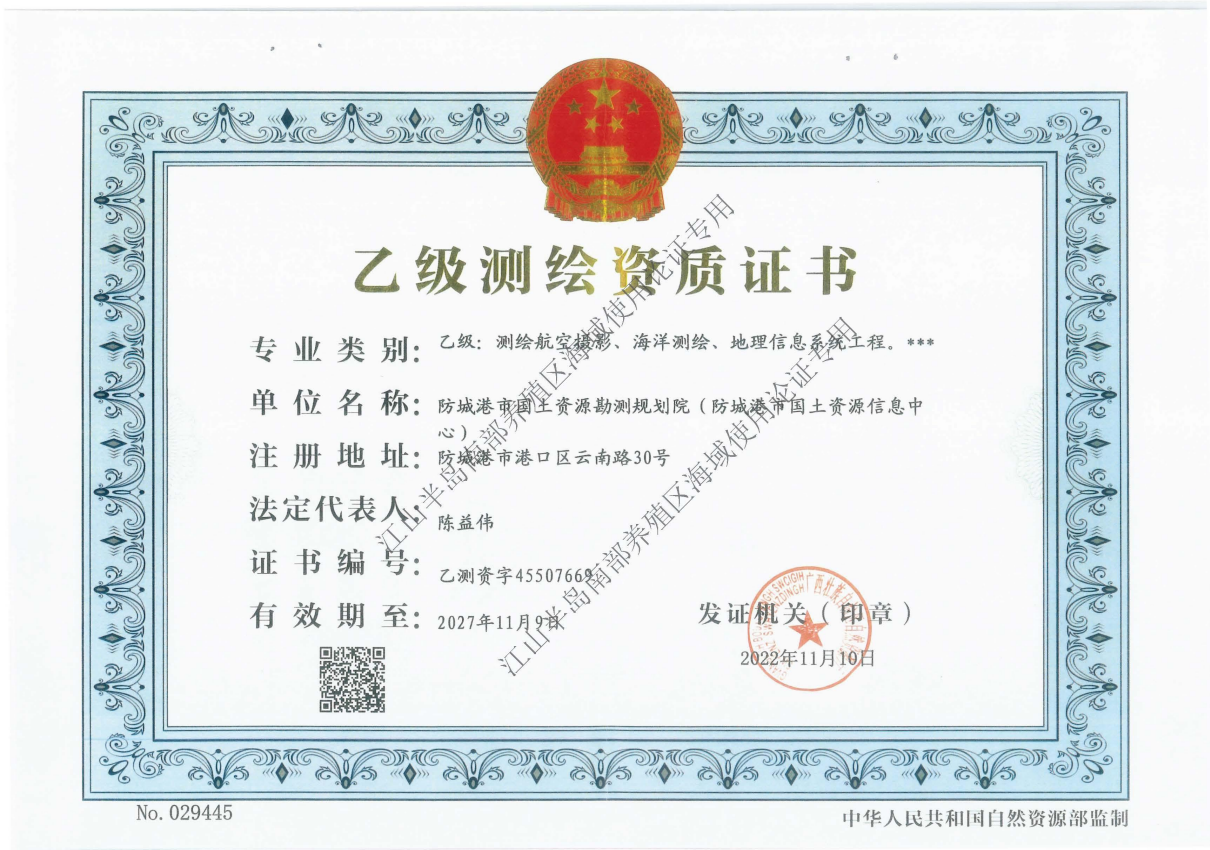 乙级测绘资质证书
专业类别：乙级：测绘航空摄影、海洋测绘、地理信息系统工程。***
单位名称：防城港市国土资源勘测规划院（防城港市国土资源信息中
心）
注册地址：防城港市港口区云南路30号
法定代表人：陈益伟
证书编号：乙测资字45507669
有效期至：2027年11月9日
发证机关（印章）
2022年11月10日
江山半岛南部养殖区海域使用论证专用
江山半岛南部养殖区海域使用论证专用
广西壮族自
No. 029445
中华人民共和国自然资源部监制